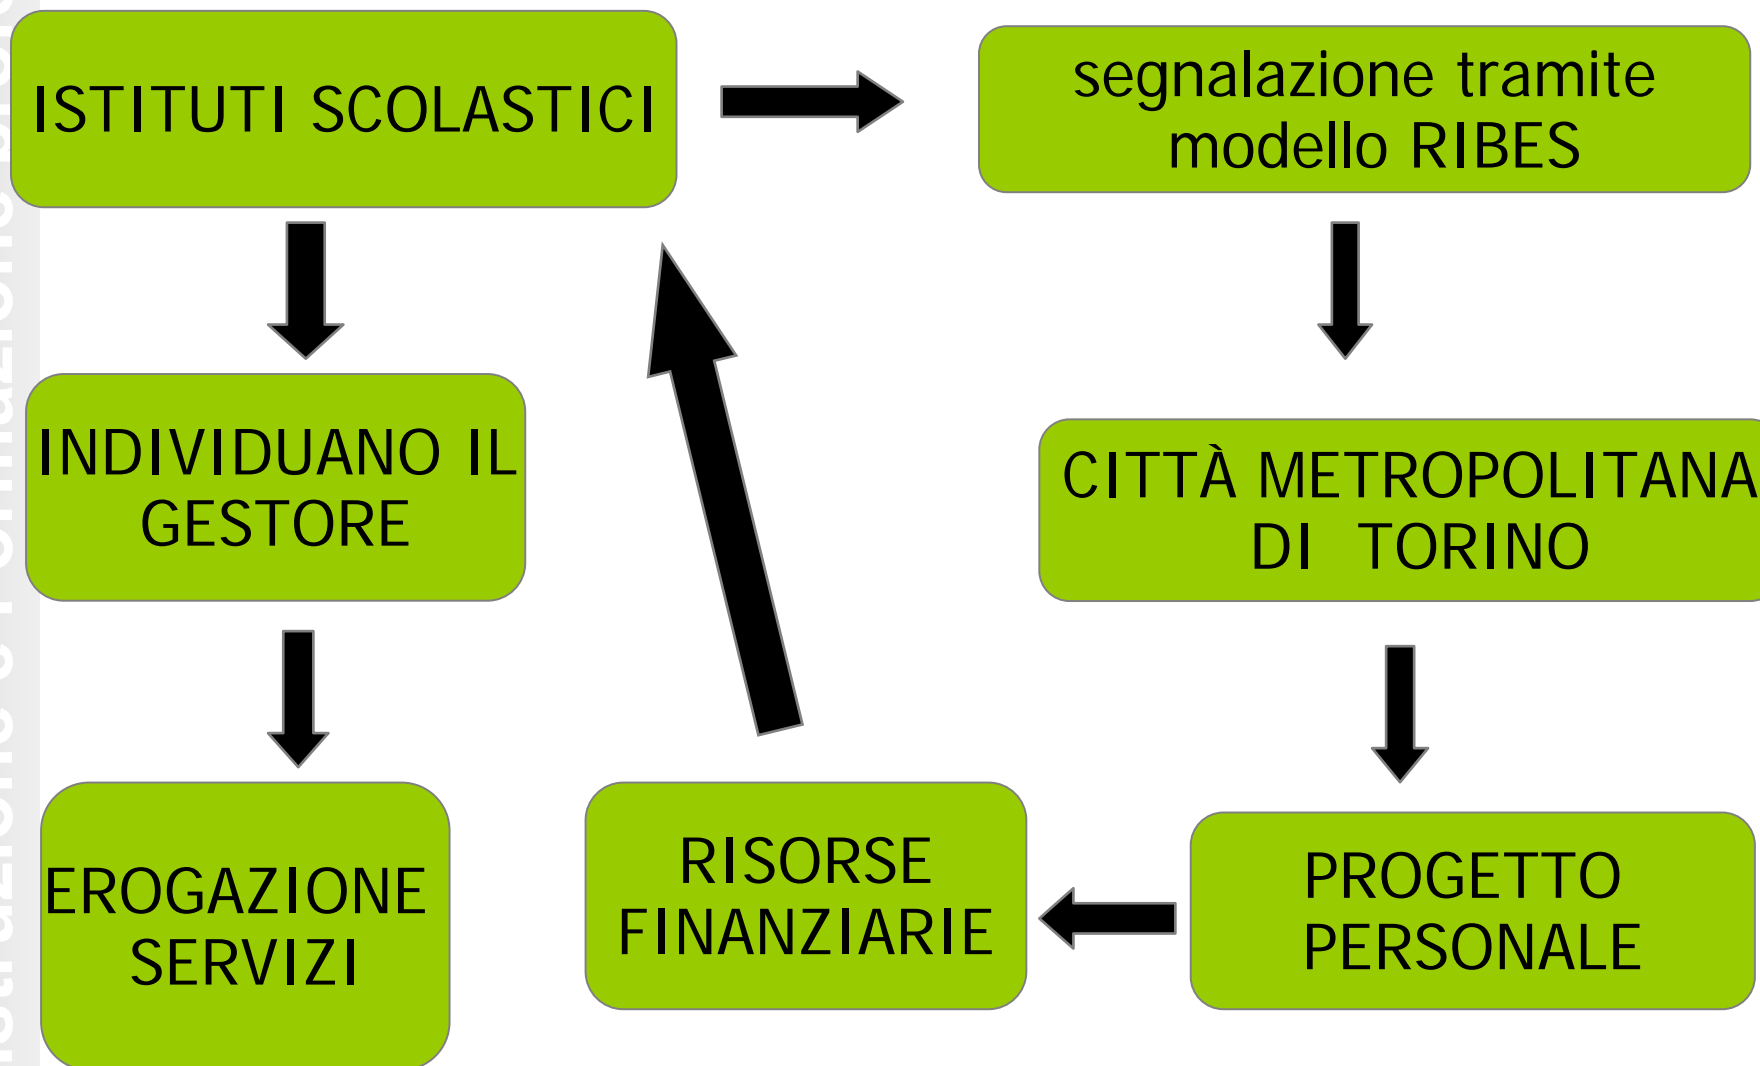 ISTITUTI SCOLASTICI
segnalazione tramite
modello RIBES
INDIVIDUANO IL
GESTORE
CITTÀ METROPOLITANA
DI TORINO
EROGAZIONE
SERVIZI
RISORSE
FINANZIARIE
PROGETTO
PERSONALE